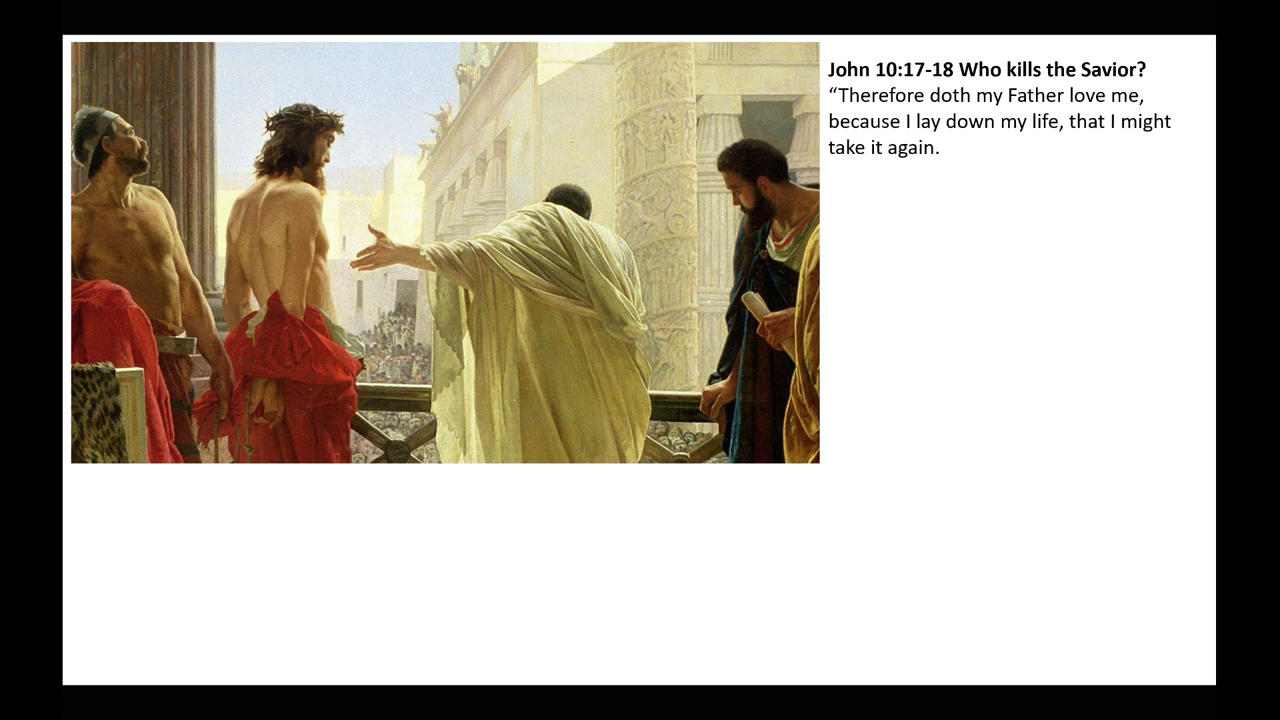 John 10:17-18 Who kills the Savior?
“Therefore doth my Father love me,
because I lay down my life, that I might
take it again.